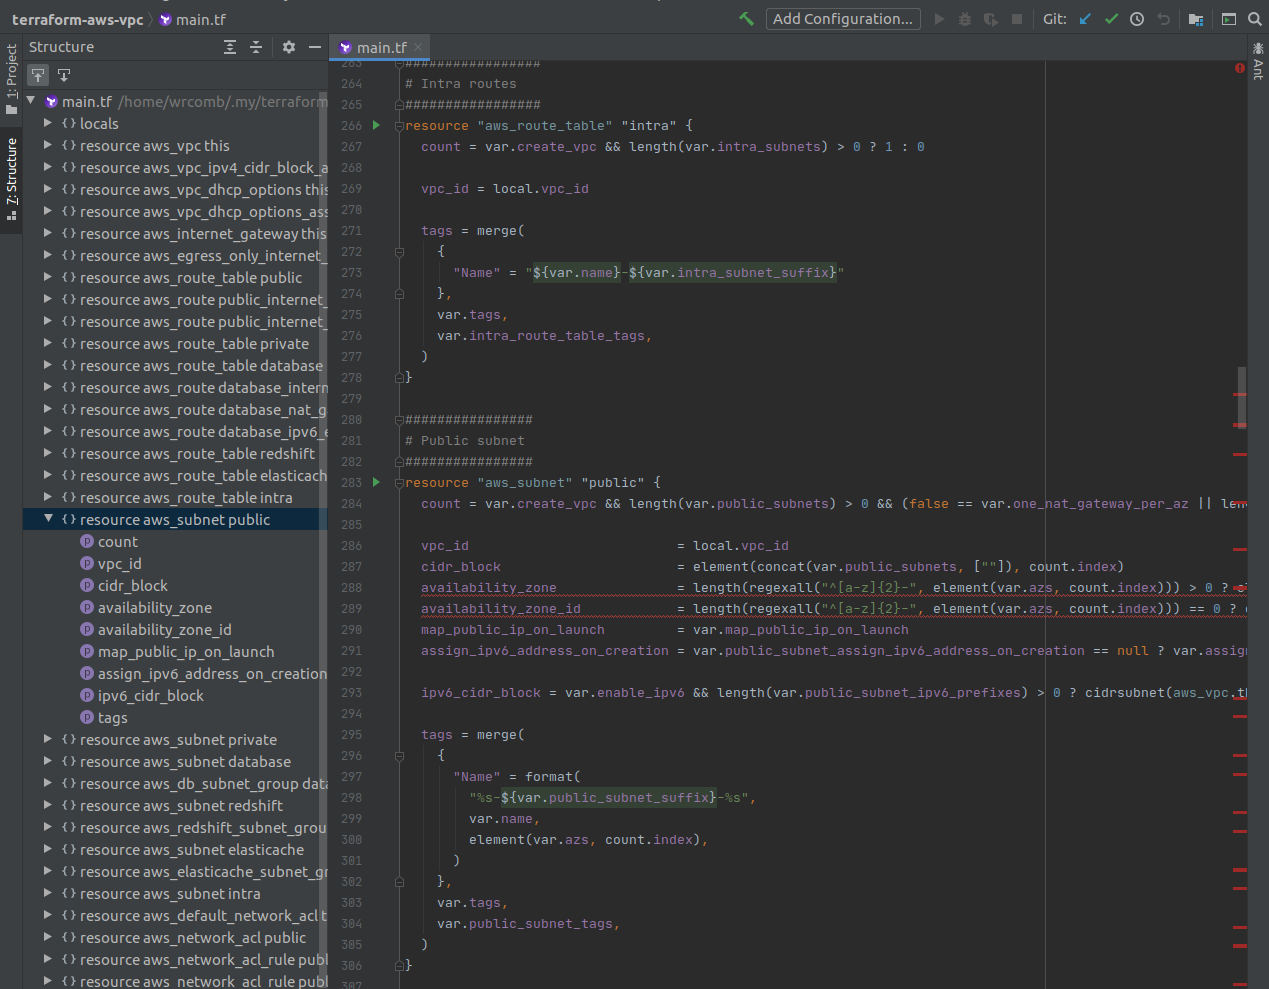 terraform-aws-vpc main.tf Add Configuration... Git:
1: Project
7: Structure
Structure
main.tf /home/wrcomb/.my/terraform
locals
resource aws_vpc this
resource aws_vpc_ipv4_cidr_block_a
resource aws_vpc_dhcp_options this
resource aws_vpc_dhcp_options_ass
resource aws_internet_gateway this
resource aws_egress_only_internet_
resource aws_route_table public
resource aws_route public_internet_
resource aws_route public_internet_
resource aws_route_table private
resource aws_route_table database
resource aws_route database_intern
resource aws_route database_nat_g
resource aws_route database_ipv6_e
resource aws_route_table redshift
resource aws_route_table elasticach
resource aws_route_table intra
resource aws_subnet public
count
vpc_id
cidr_block
availability_zone
availability_zone_id
map_public_ip_on_launch
assign_ipv6_address_on_creation
ipv6_cidr_block
tags
resource aws_subnet private
resource aws_subnet database
resource aws_db_subnet_group data
resource aws_subnet redshift
resource aws_redshift_subnet_grou
resource aws_subnet elasticache
resource aws_elasticache_subnet_gr
resource aws_subnet intra
resource aws_default_network_acl t
resource aws_network_acl public
resource aws_network_acl_rule publ
resource aws_network_acl_rule publ
main.tf
263 #################
264 # Intra routes
265 #################
266 resource "aws_route_table" "intra" {
267 count = var.create_vpc && length(var.intra_subnets) > 0 ? 1 : 0
268
269 vpc_id = local.vpc_id
270
271 tags = merge(
272 {
273 "Name" = "${var.name}-${var.intra_subnet_suffix}"
274 },
275 var.tags,
276 var.intra_route_table_tags,
277 )
278 }
279
280 ################
281 # Public subnet
282 ################
283 resource "aws_subnet" "public" {
284 count = var.create_vpc && length(var.public_subnets) > 0 && (false == var.one_nat_gateway_per_az || len
285
286 vpc_id = local.vpc_id
287 cidr_block = element(concat(var.public_subnets, [""]), count.index)
288 availability_zone = length(regexall("^[a-z]{2}-", element(var.azs, count.index))) > 0 ? el
289 availability_zone_id = length(regexall("^[a-z]{2}-", element(var.azs, count.index))) == 0 ? e
290 map_public_ip_on_launch = var.map_public_ip_on_launch
291 assign_ipv6_address_on_creation = var.public_subnet_assign_ipv6_address_on_creation == null ? var.assig
292
293 ipv6_cidr_block = var.enable_ipv6 && length(var.public_subnet_ipv6_prefixes) > 0 ? cidrsubnet(aws_vpc.th
294
295 tags = merge(
296 {
297 "Name" = format(
298 "%s-${var.public_subnet_suffix}-%s",
299 var.name,
300 element(var.azs, count.index),
301 )
302 },
303 var.tags,
304 var.public_subnet_tags,
305 )
306 }
307
Ant